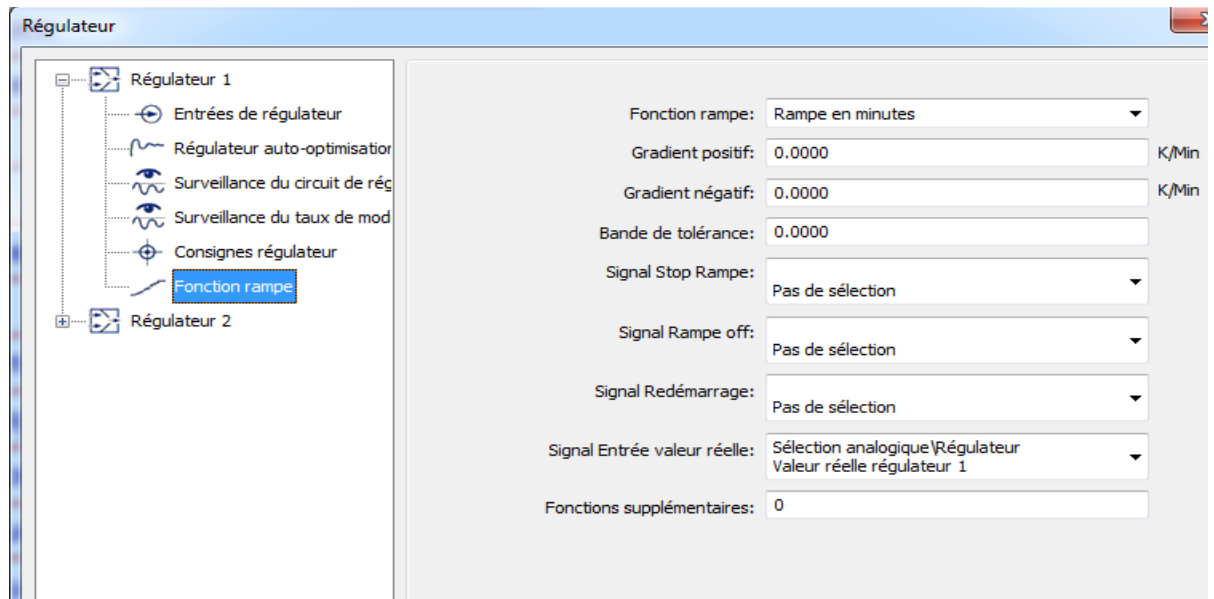 Régulateur
Régulateur 1
Entrées de régulateur
Régulateur auto-optimisation
Surveillance du circuit de rég
Surveillance du taux de mod
Consignes régulateur
Fonction rampe
Régulateur 2
Fonction rampe: Rampe en minutes
Gradient positif: 0.0000 K/Min
Gradient négatif: 0.0000 K/Min
Bande de tolérance: 0.0000
Signal Stop Rampe:
Pas de sélection
Signal Rampe off:
Pas de sélection
Signal Redémarrage:
Pas de sélection
Signal Entrée valeur réelle: Sélection analogique\Régulateur
Valeur réelle régulateur 1
Fonctions supplémentaires: 0